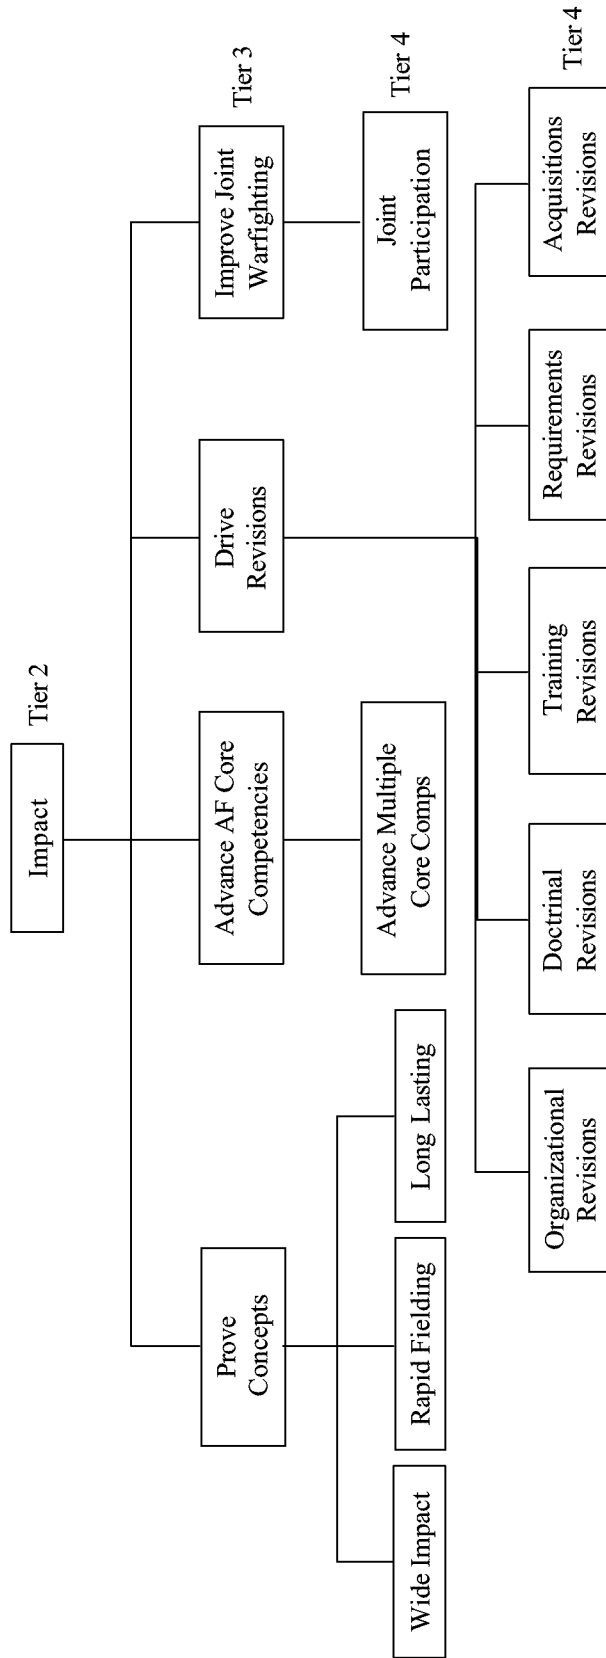 Impact
Tier 2
Prove
Concepts
Advance AF Core
Competencies
Drive
Revisions
Improve Joint
Warfighting
Tier 3
Wide Impact
Rapid Fielding
Long Lasting
Advance Multiple
Core Comps
Joint
Participation
Tier 4
Organizational
Revisions
Doctrinal
Revisions
Training
Revisions
Requirements
Revisions
Acquisitions
Revisions
Tier 4